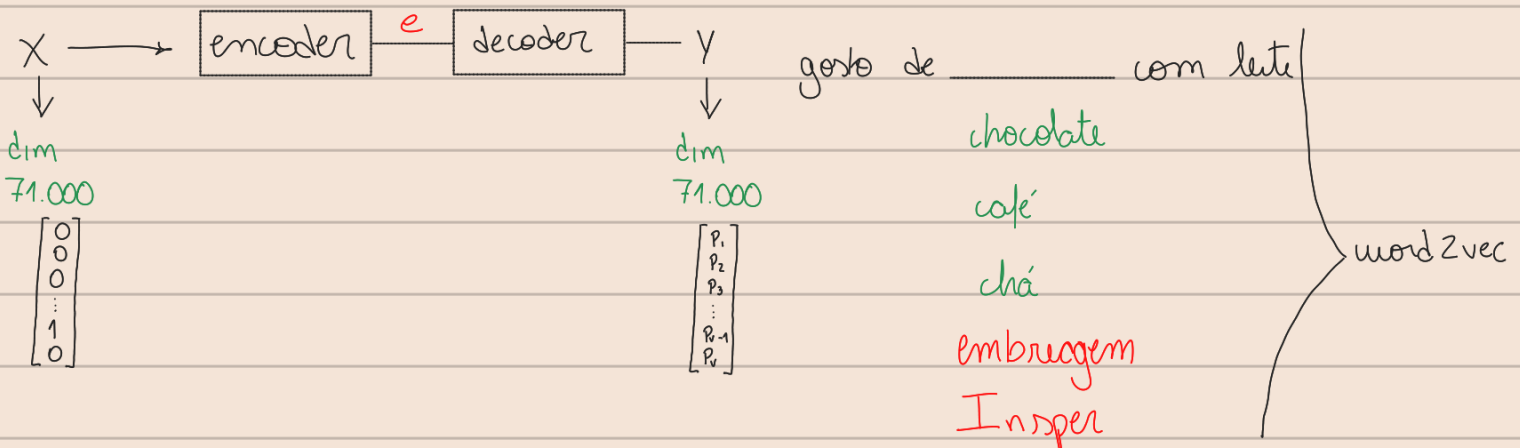 X → encoder e decoder Y
dim
71.000
[0
0
0
⋮
1
0]
dim
71.000
[P₁
P₂
P₃
⋮
Pᵥ₋₁
Pᵥ]
gosto de ________ com leite
chocolate
café
chá
embreagem
Insper
word2vec